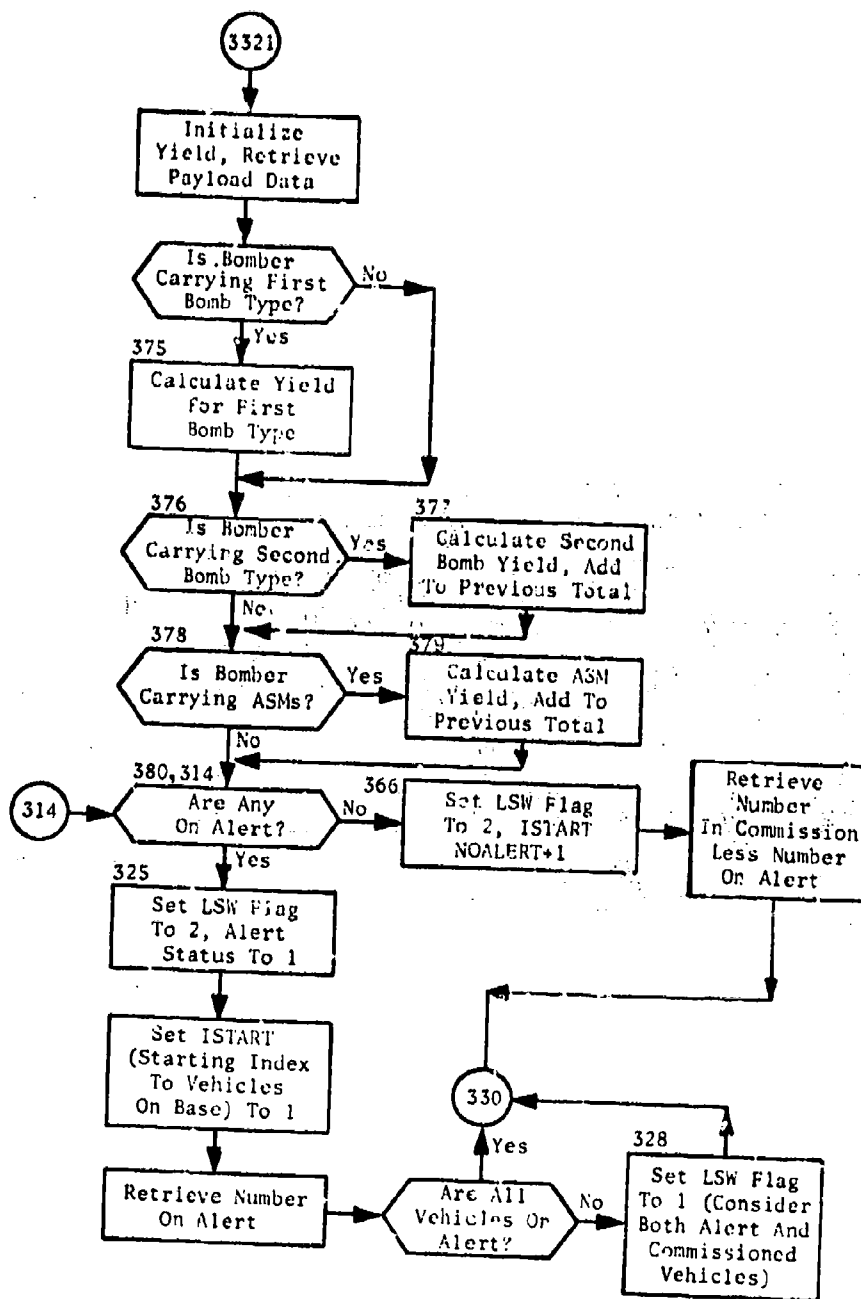 3321
Initialize
Yield, Retrieve
Payload Data
Is Bomber
Carrying First
Bomb Type?
No
Yes
375
Calculate Yield
for First
Bomb Type
376
Is Bomber
Carrying Second
Bomb Type?
Yes
377
Calculate Second
Bomb Yield, Add
To Previous Total
No
378
Is Bomber
Carrying ASMs?
Yes
379
Calculate ASM
Yield, Add To
Previous Total
No
380,314
314
Are Any
On Alert?
No
366
Set LSW Flag
To 2, ISTART
NOALERT+1
Retrieve
Number
In Commission
Less Number
On Alert
Yes
325
Set LSW Flag
To 2, Alert
Status To 1
Set ISTART
(Starting Index
To Vehicles
On Base) To 1
330
Yes
328
Retrieve Number
On Alert
Are All
Vehicles On
Alert?
No
Set LSW Flag
To 1 (Consider
Both Alert And
Commissioned
Vehicles)